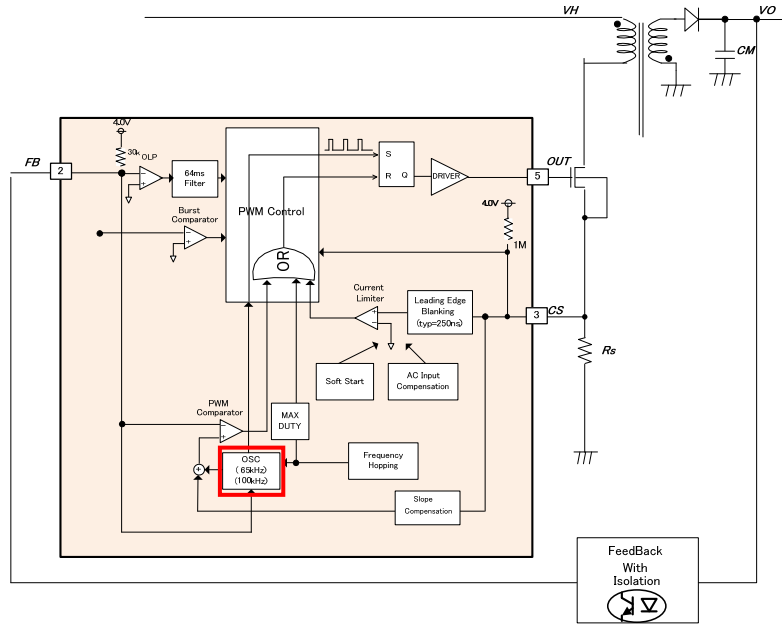 VH
VO
CM
4.0V
30k
OLP
FB
2
64ms
Filter
S
R
Q
DRIVER
5
OUT
Burst
Comparator
PWM Control
4.0V
1M
OR
Current
Limiter
Leading Edge
Blanking
(typ=250ns)
3
CS
Rs
Soft Start
AC Input
Compensation
PWM
Comparator
MAX
DUTY
OSC
(65kHz)
(100kHz)
Frequency
Hopping
Slope
Compensation
FeedBack
With
Isolation